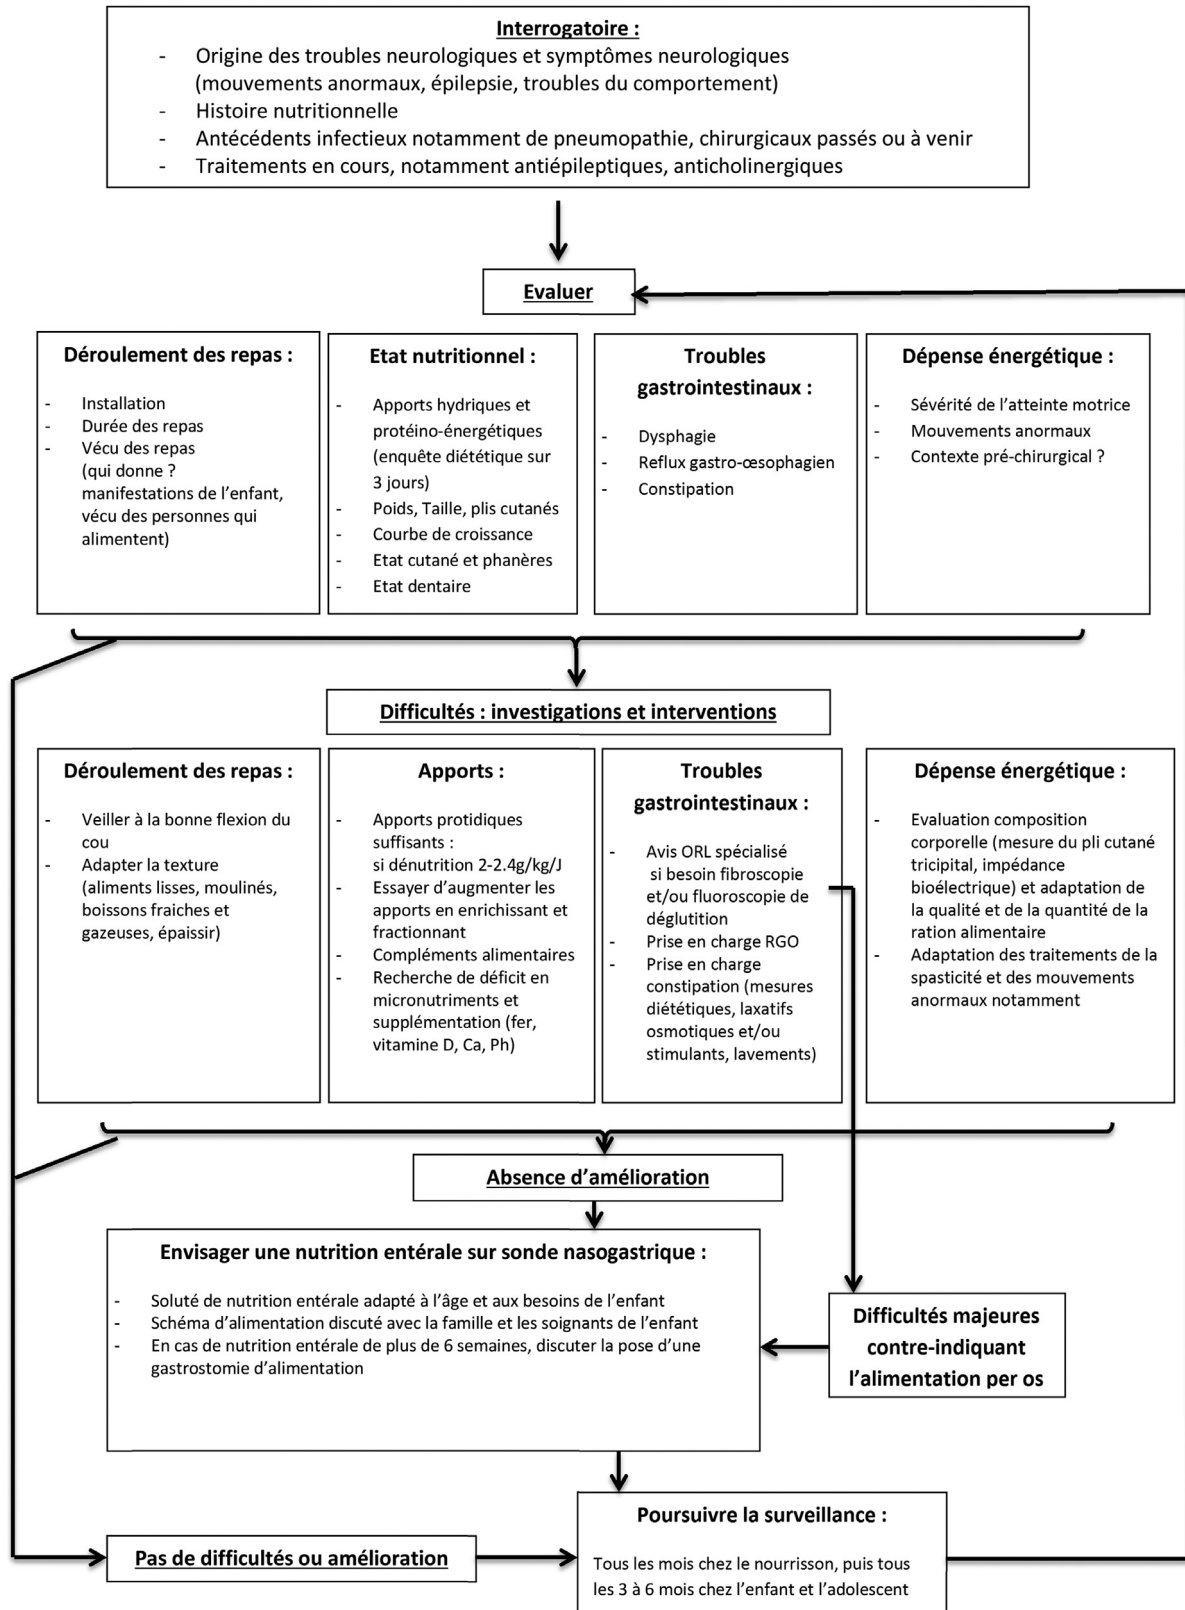 Interrogatoire :
- Origine des troubles neurologiques et symptômes neurologiques
(mouvements anormaux, épilepsie, troubles du comportement)
- Histoire nutritionnelle
- Antécédents infectieux notamment de pneumopathie, chirurgicaux passés ou à venir
- Traitements en cours, notamment antiépileptiques, anticholinergiques
Evaluer
Déroulement des repas :
- Installation
- Durée des repas
- Vécu des repas
(qui donne ?
manifestations de l'enfant,
vécu des personnes qui
alimentent)
Etat nutritionnel :
- Apports hydriques et
protéino-énergétiques
(enquête diététique sur
3 jours)
- Poids, Taille, plis cutanés
- Courbe de croissance
- Etat cutané et phanères
- Etat dentaire
Troubles
gastrointestinaux :
- Dysphagie
- Reflux gastro-œsophagien
- Constipation
Dépense énergétique :
- Sévérité de l'atteinte motrice
- Mouvements anormaux
- Contexte pré-chirurgical ?
Difficultés : investigations et interventions
Déroulement des repas :
- Veiller à la bonne flexion du
cou
- Adapter la texture
(aliments lisses, moulinés,
boissons fraiches et
gazeuses, épaissir)
Apports :
- Apports protidiques
suffisants :
si dénutrition 2-2.4g/kg/J
- Essayer d'augmenter les
apports en enrichissant et
fractionnant
- Compléments alimentaires
- Recherche de déficit en
micronutriments et
supplémentation (fer,
vitamine D, Ca, Ph)
Troubles
gastrointestinaux :
- Avis ORL spécialisé
si besoin fibroscopie
et/ou fluoroscopie de
déglutition
- Prise en charge RGO
- Prise en charge
constipation (mesures
diététiques, laxatifs
osmotiques et/ou
stimulants, lavements)
Dépense énergétique :
- Evaluation composition
corporelle (mesure du pli cutané
tricipital, impédance
bioélectrique) et adaptation de
la qualité et de la quantité de la
ration alimentaire
- Adaptation des traitements de la
spasticité et des mouvements
anormaux notamment
Absence d'amélioration
Envisager une nutrition entérale sur sonde nasogastrique :
- Soluté de nutrition entérale adapté à l'âge et aux besoins de l'enfant
- Schéma d'alimentation discuté avec la famille et les soignants de l'enfant
- En cas de nutrition entérale de plus de 6 semaines, discuter la pose d'une
gastrostomie d'alimentation
Difficultés majeures
contre-indiquant
l'alimentation per os
Pas de difficultés ou amélioration
Poursuivre la surveillance :
Tous les mois chez le nourrisson, puis tous
les 3 à 6 mois chez l'enfant et l'adolescent